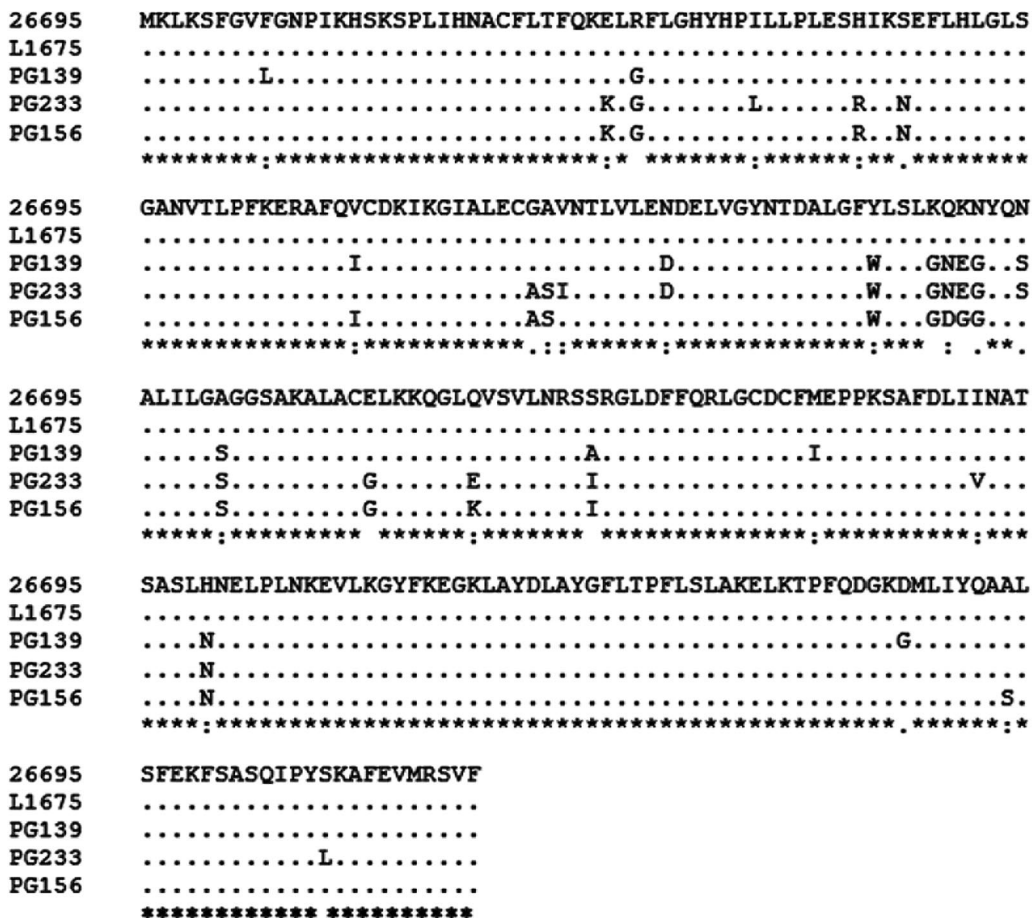 26695 MKLKSFGVFGNPIKHSKSPLIHNACFLTFQKELRFLGHYHPILLPLESHIKSEFLHLGLS
L1675 ............................................................
PG139 ........L........................G..........................
PG233 ...............................K.G.......L......R..N........
PG156 ...............................K.G..............R..N........
********:**********************:* *******:******:**.********
26695 GANVTLPFKERAFQVCDKIKGIALECGAVNTLVLENDELVGYNTDALGFYLSLKQKNYQN
L1675 ............................................................
PG139 ..............I....................D.............W...GNEG..S
PG233 ..........................ASI......D.............W...GNEG..S
PG156 ..............I...........AS.....................W...GDGG...
**************:***********.::******:*************:*** : .**.
26695 ALILGAGGSAKALACELKKQGLQVSVLNRSSRGLDFFQRLGCDCFMEPPKSAFDLIINAT
L1675 ............................................................
PG139 .....S........................A..............I..............
PG233 .....S.........G......E.......I.........................V...
PG156 .....S.........G......K.......I.............................
*****:********* ******:******* **************:**********:***
26695 SASLHNELPLNKEVLKGYFKEGKLAYDLAYGFLTPFLSLAKELKTPFQDGKDMLIYQAAL
L1675 ............................................................
PG139 ....N..............................................G........
PG233 ....N.......................................................
PG156 ....N.....................................................S.
****:**********************************************.******:*
26695 SFEKFSASQIPYSKAFEVMRSVF
L1675 .......................
PG139 .......................
PG233 ............L..........
PG156 .......................
************ **********